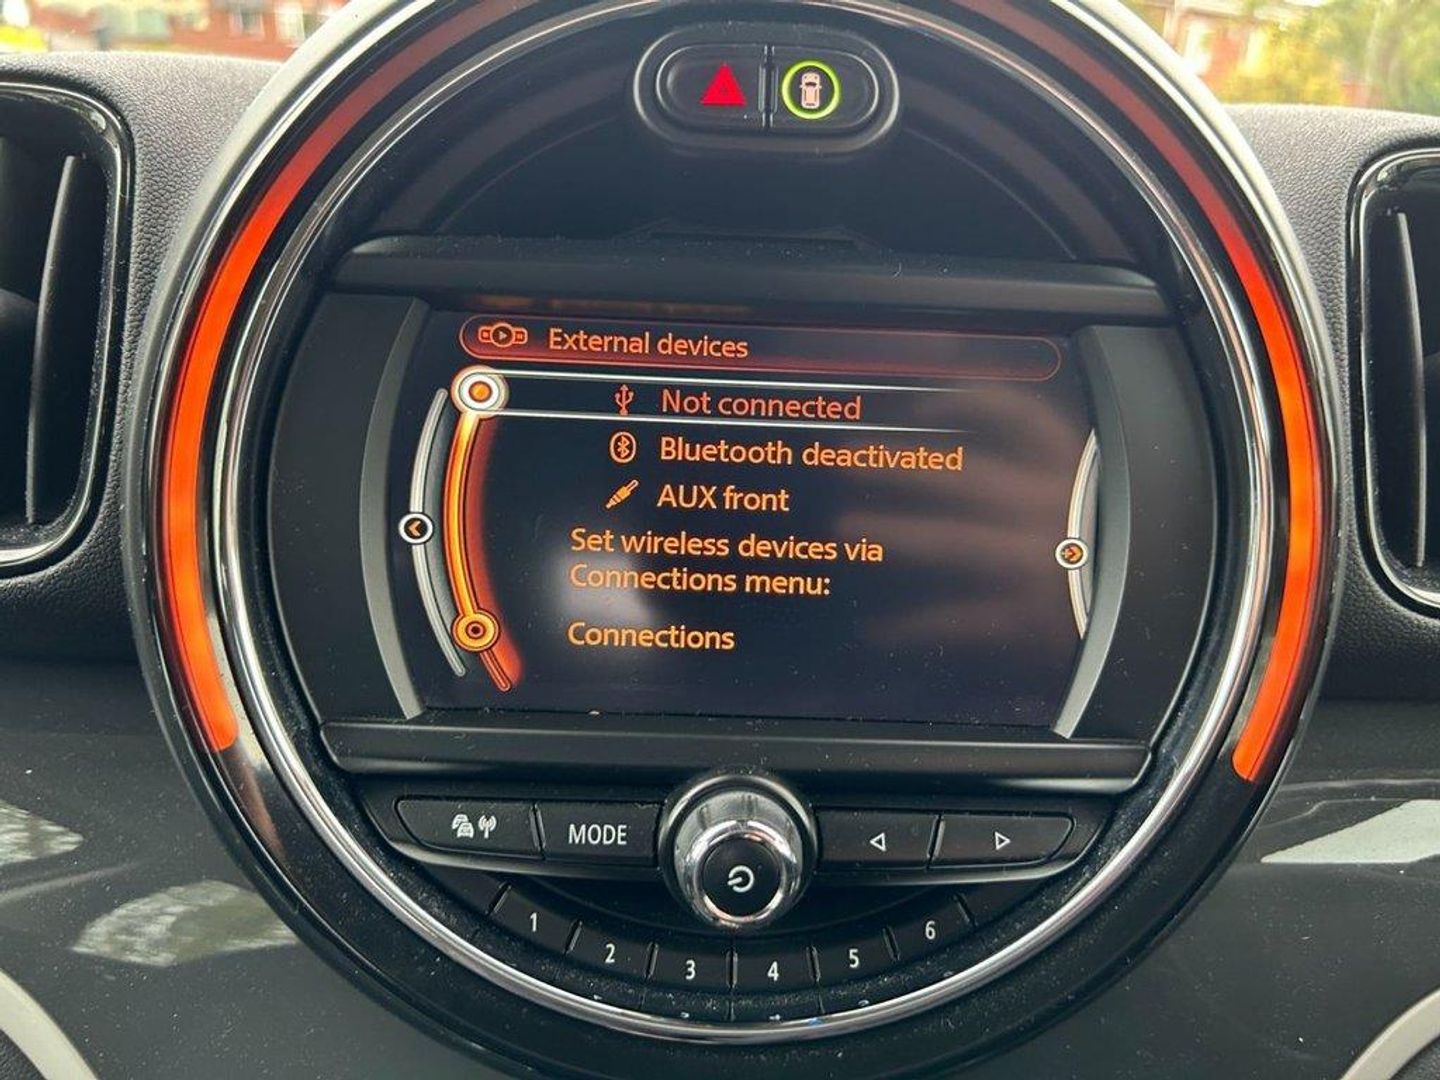 External devices
Not connected
Bluetooth deactivated
AUX front
Set wireless devices via
Connections menu:
Connections
MODE
1 2 3 4 5 6